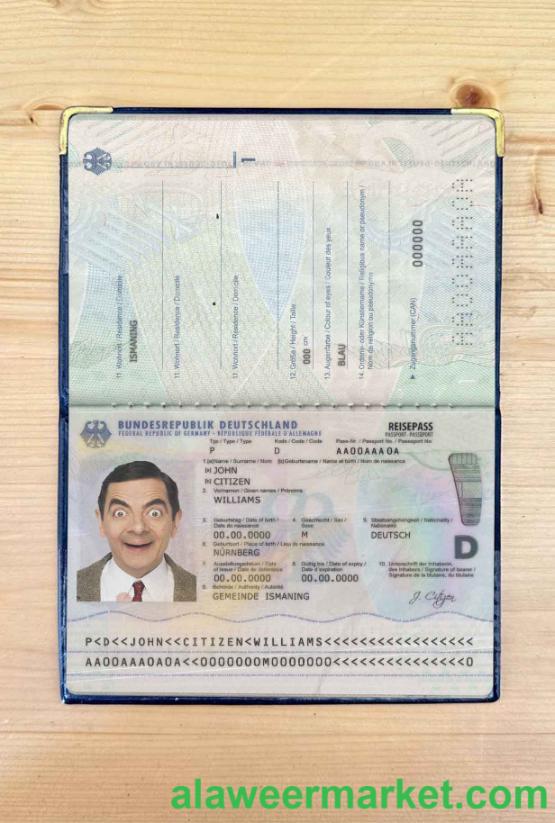 1
11. Wohnort / Residence / Domicile
ISMANING
11. Wohnort / Residence / Domicile
11. Wohnort / Residence / Domicile
12. Größe / Height / Taille
000 cm
13. Augenfarbe / Colour of eyes / Couleur des yeux
BLAU
14. Ordens- oder Künstlername / Religious name or pseudonym /
Nom de religion ou pseudonyme
Zugangsnummer (CAN)
000000
BUNDESREPUBLIK DEUTSCHLAND
FEDERAL REPUBLIC OF GERMANY · RÉPUBLIQUE FÉDÉRALE D'ALLEMAGNE
REISEPASS
PASSPORT · PASSEPORT
Typ / Type / Type Kode / Code / Code Pass-Nr. / Passport No. / Passeport No
P D AA00AAA0A
1.[a]Name / Surname / Nom [b]Geburtsname / Name at birth / Nom de naissance
[a] JOHN
[b] CITIZEN
2. Vornamen / Given names / Prénoms
WILLIAMS
3. Geburtstag / Date of birth / Date de naissance
00.00.0000
4. Geschlecht / Sex / Sexe
M
5. Staatsangehörigkeit / Nationality / Nationalité
DEUTSCH
6. Geburtsort / Place of birth / Lieu de naissance
NÜRNBERG
D
7. Ausstellungsdatum / Date of issue / Date de délivrance
00.00.0000
8. Gültig bis / Date of expiry / Date d'expiration
00.00.0000
10. Unterschrift der Inhaberin, des Inhabers / Signature of bearer / Signature de la titulaire, du titulaire
9. Behörde / Authority / Autorité
GEMEINDE ISMANING
J. Citizen
P<D<<JOHN<<CITIZEN<WILLIAMS<<<<<<<<<<<<<<<<<
AA00AAA0A0A<<0000000M0000000<<<<<<<<<<<<<<<0
alaweermarket.com